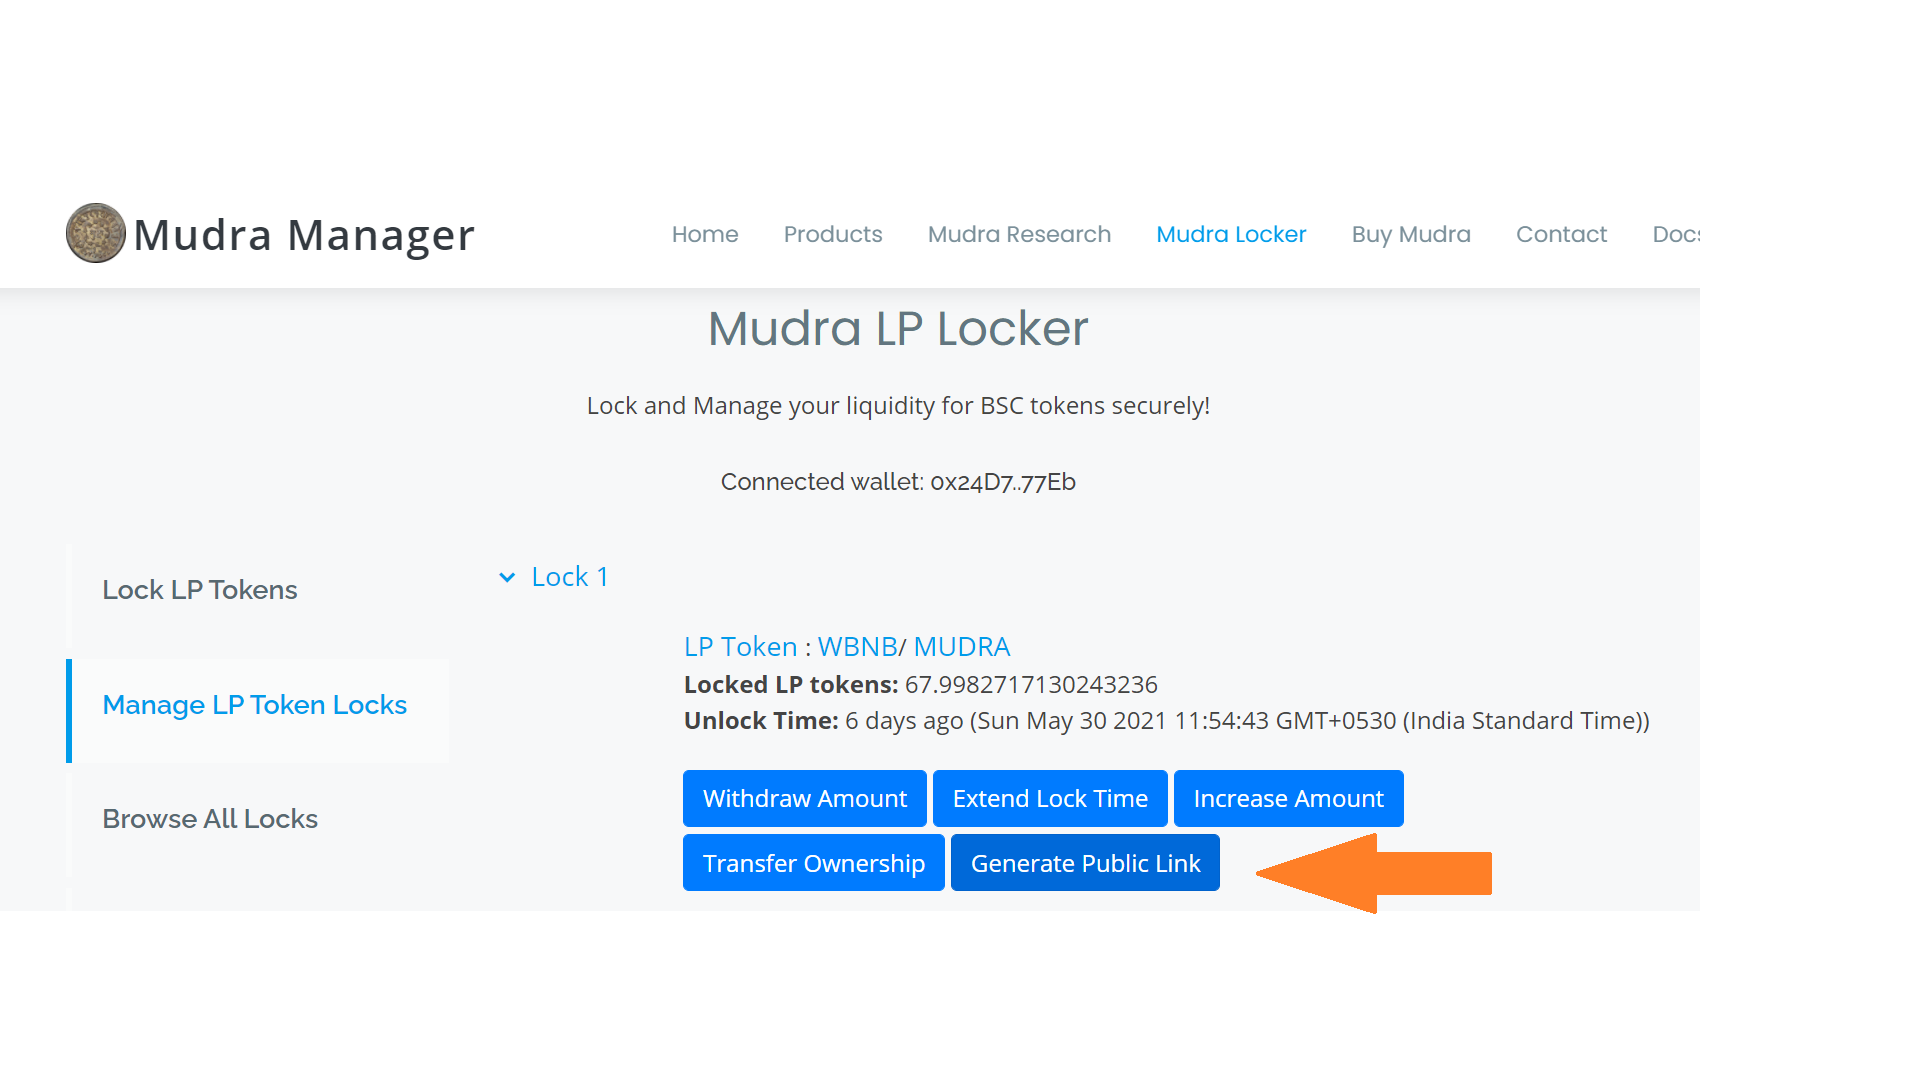 Mudra Manager
Home Products Mudra Research Mudra Locker Buy Mudra Contact Docs
Mudra LP Locker
Lock and Manage your liquidity for BSC tokens securely!
Connected wallet: 0x24D7..77Eb
Lock LP Tokens
Manage LP Token Locks
Browse All Locks
Lock 1
LP Token : WBNB/ MUDRA
Locked LP tokens: 67.9982717130243236
Unlock Time: 6 days ago (Sun May 30 2021 11:54:43 GMT+0530 (India Standard Time))
Withdraw Amount Extend Lock Time Increase Amount
Transfer Ownership Generate Public Link